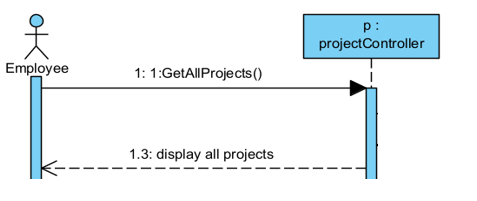 p :
projectController
Employee
1: 1:GetAllProjects()
1.3: display all projects